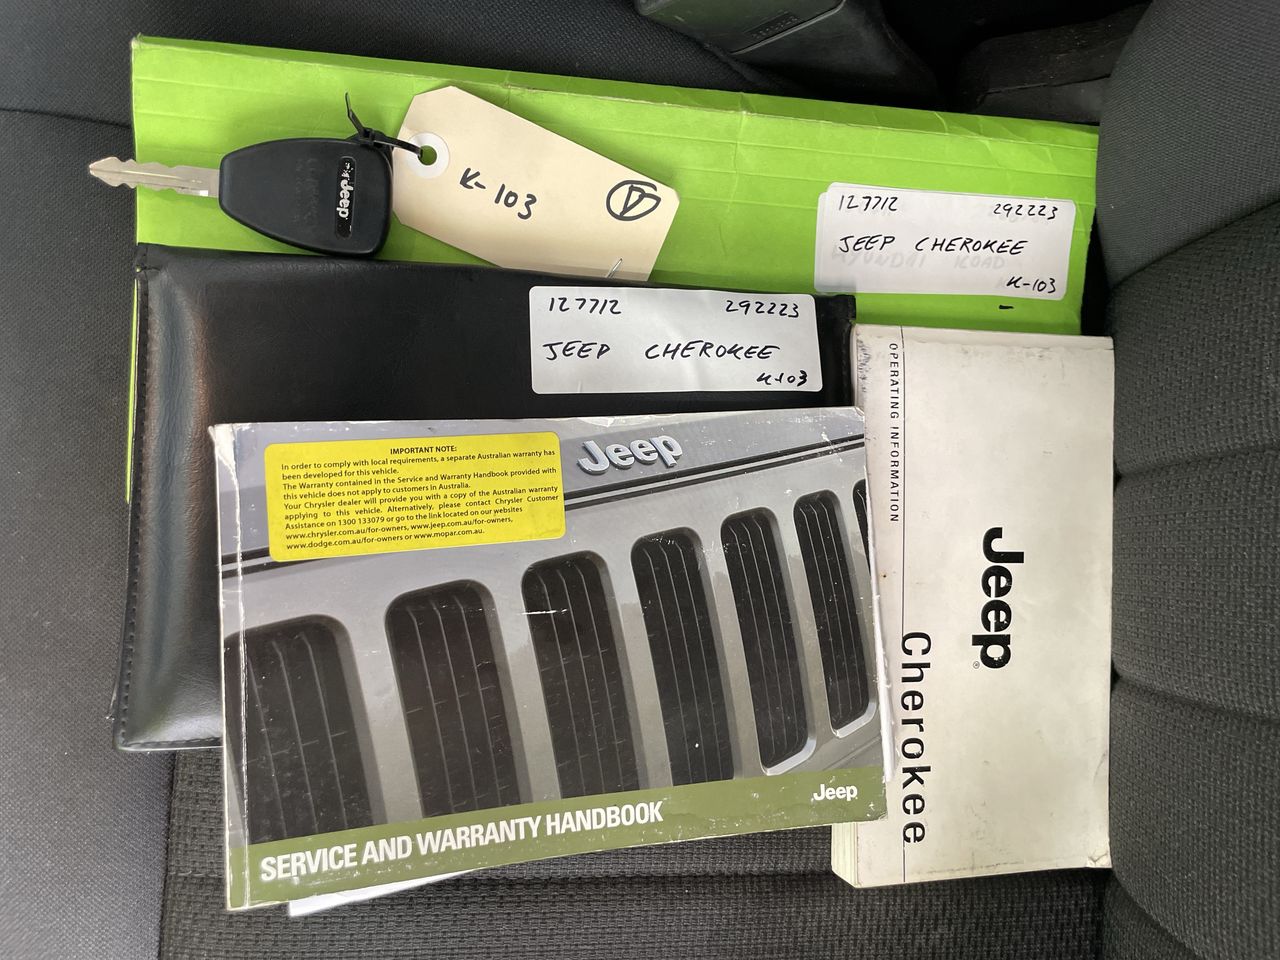 Jeep
K-103
127712 292223
JEEP CHEROKEE
HYUNDAI ROAD
K-103
127712 292223
JEEP CHEROKEE
K-103
IMPORTANT NOTE:
In order to comply with local requirements, a separate Australian warranty has
been developed for this vehicle.
The Warranty contained in the Service and Warranty Handbook provided with
this vehicle does not apply to customers in Australia.
Your Chrysler dealer will provide you with a copy of the Australian warranty
applying to this vehicle. Alternatively, please contact Chrysler Customer
Assistance on 1300 133079 or go to the link located on our websites
www.chrysler.com.au/for-owners, www.jeep.com.au/for-owners,
www.dodge.com.au/for-owners or www.mopar.com.au.
Jeep
SERVICE AND WARRANTY HANDBOOK
Jeep
OPERATING INFORMATION
Jeep®
Cherokee